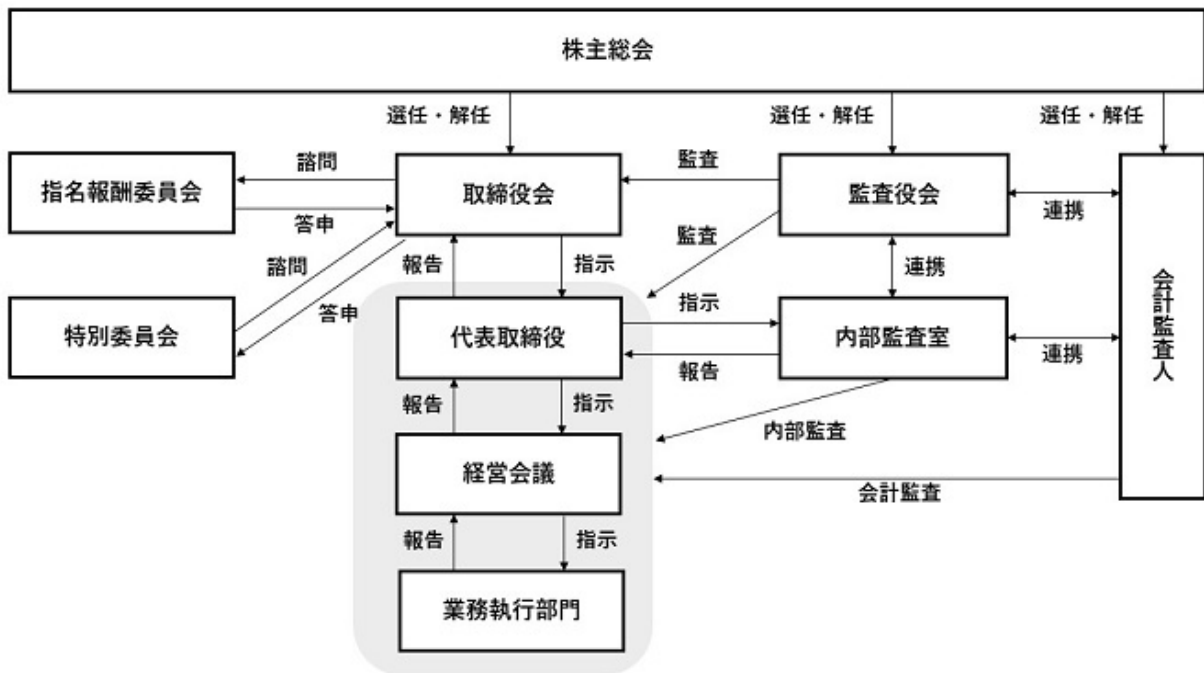 株主総会
選任・解任
選任・解任
選任・解任
指名報酬委員会
諮問
答申
取締役会
監査
監査役会
連携
監査
諮問
答申
報告
指示
連携
特別委員会
代表取締役
指示
報告
内部監査室
連携
会計監査人
報告
指示
内部監査
経営会議
会計監査
報告
指示
業務執行部門